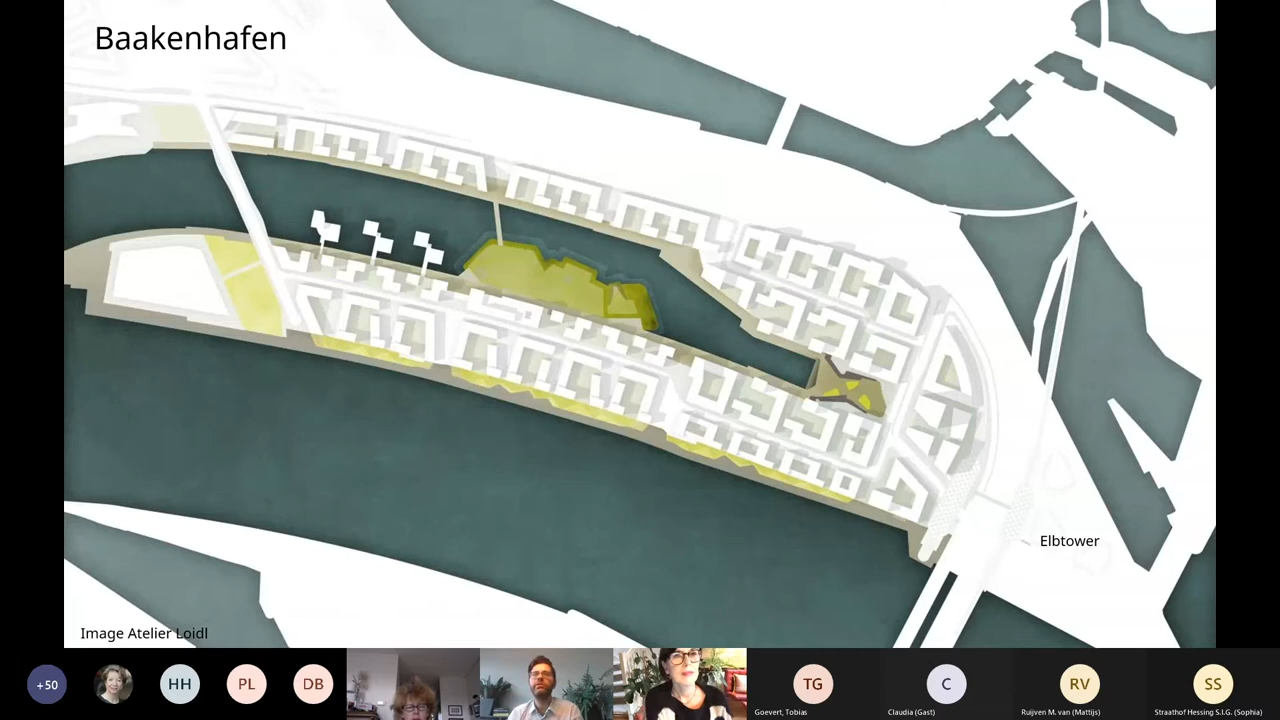 Baakenhafen
Elbtower
Image Atelier Loidl
+50
HH
PL
DB
TG
C
RV
SS
Goevert, Tobias
Claudia (Gast)
Ruijven M. van (Mattijs)
Straathof Hessing S.I.G. (Sophia)